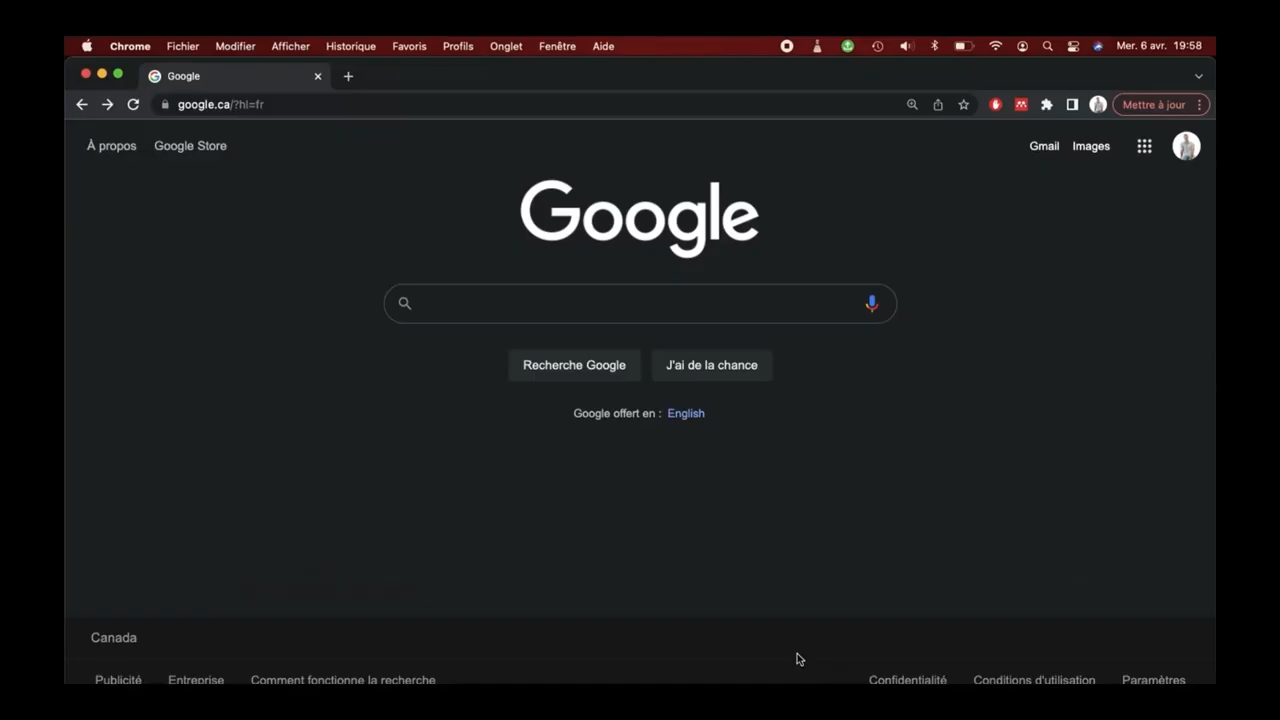 Chrome Fichier Modifier Afficher Historique Favoris Profils Onglet Fenêtre Aide Mer. 6 avr. 19:58
Google
google.ca/?hl=fr Mettre à jour
À propos Google Store Gmail Images
Google
Recherche Google J'ai de la chance
Google offert en : English
Canada
Publicité Entreprise Comment fonctionne la recherche Confidentialité Conditions d'utilisation Paramètres